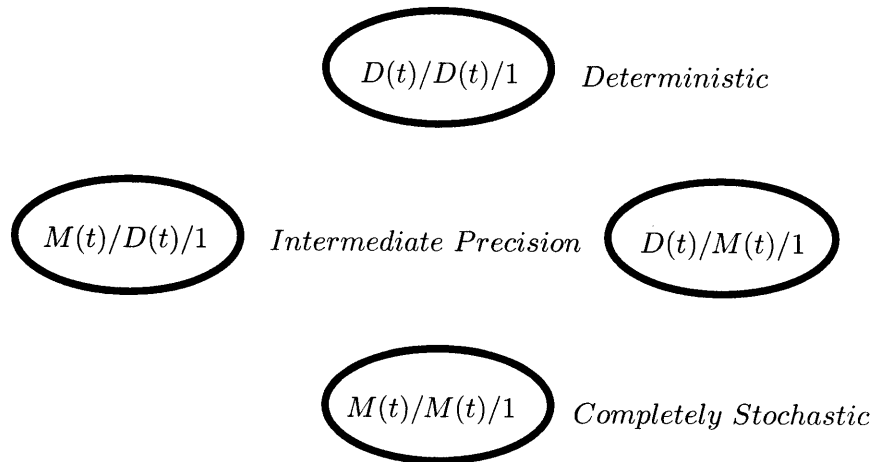 D(t)/D(t)/1 Deterministic
M(t)/D(t)/1 Intermediate Precision D(t)/M(t)/1
M(t)/M(t)/1 Completely Stochastic